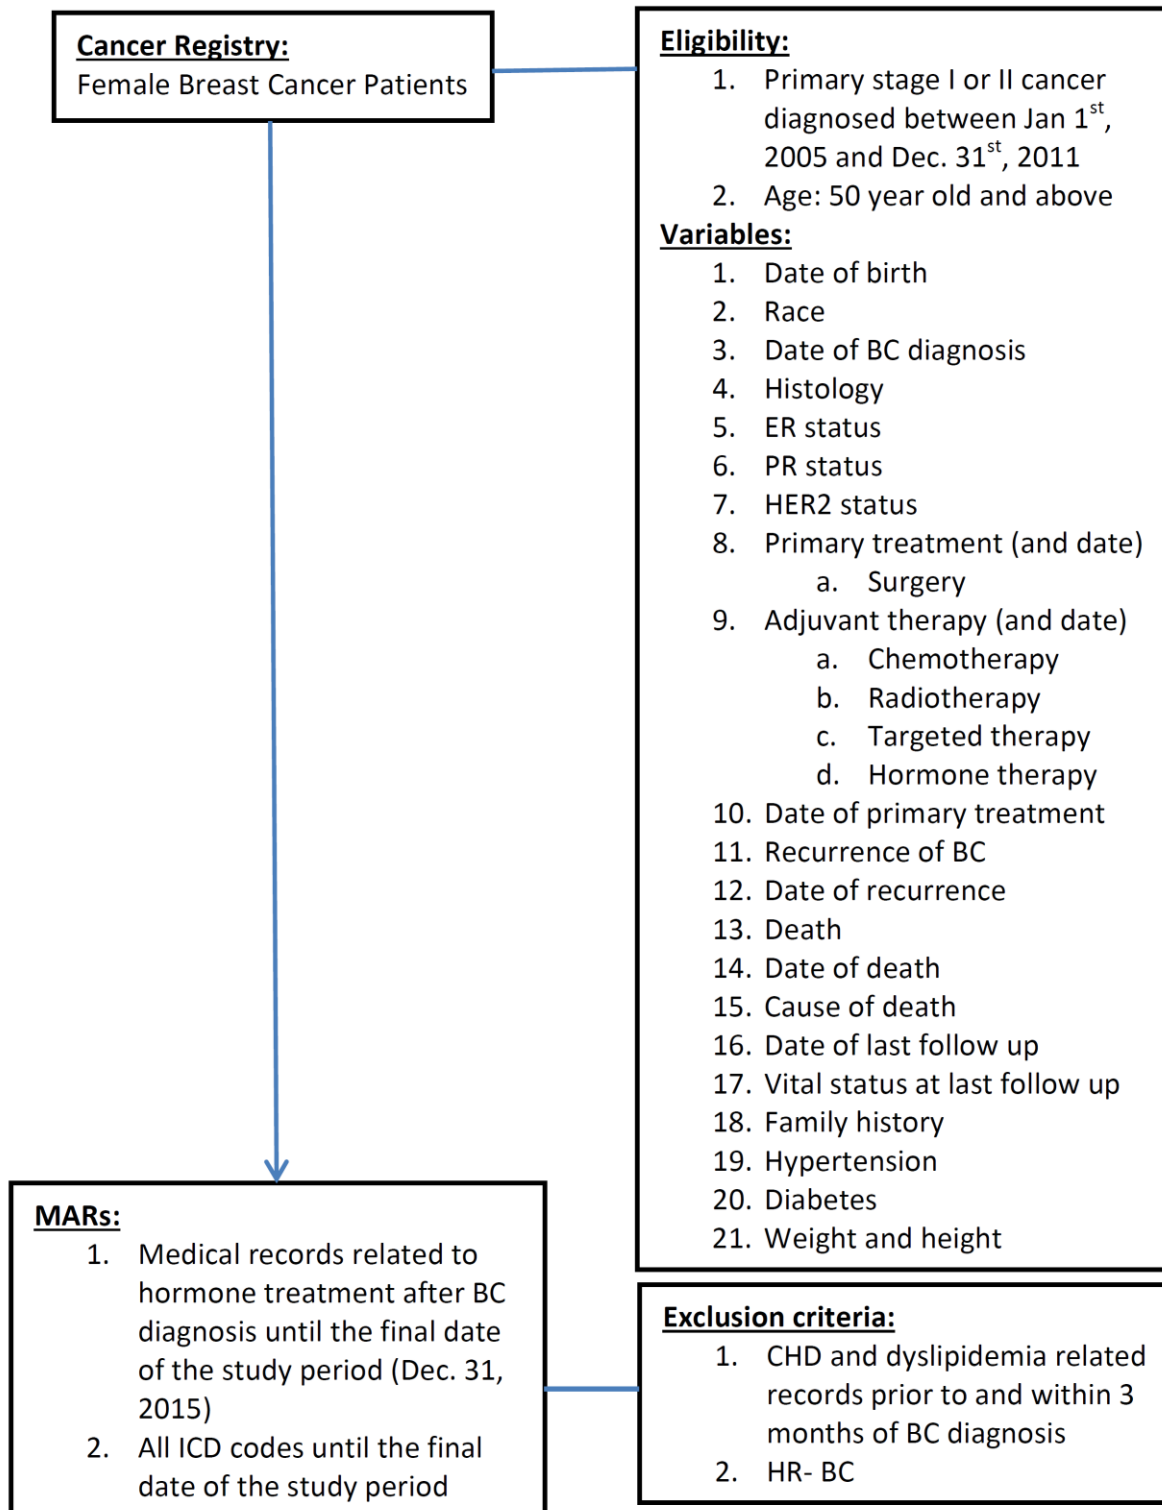 Cancer Registry:
Female Breast Cancer Patients
Eligibility:
1. Primary stage I or II cancer
diagnosed between Jan 1st,
2005 and Dec. 31st, 2011
2. Age: 50 year old and above
Variables:
1. Date of birth
2. Race
3. Date of BC diagnosis
4. Histology
5. ER status
6. PR status
7. HER2 status
8. Primary treatment (and date)
a. Surgery
9. Adjuvant therapy (and date)
a. Chemotherapy
b. Radiotherapy
c. Targeted therapy
d. Hormone therapy
10. Date of primary treatment
11. Recurrence of BC
12. Date of recurrence
13. Death
14. Date of death
15. Cause of death
16. Date of last follow up
17. Vital status at last follow up
18. Family history
19. Hypertension
20. Diabetes
21. Weight and height
MARs:
1. Medical records related to
hormone treatment after BC
diagnosis until the final date
of the study period (Dec. 31,
2015)
2. All ICD codes until the final
date of the study period
Exclusion criteria:
1. CHD and dyslipidemia related
records prior to and within 3
months of BC diagnosis
2. HR- BC